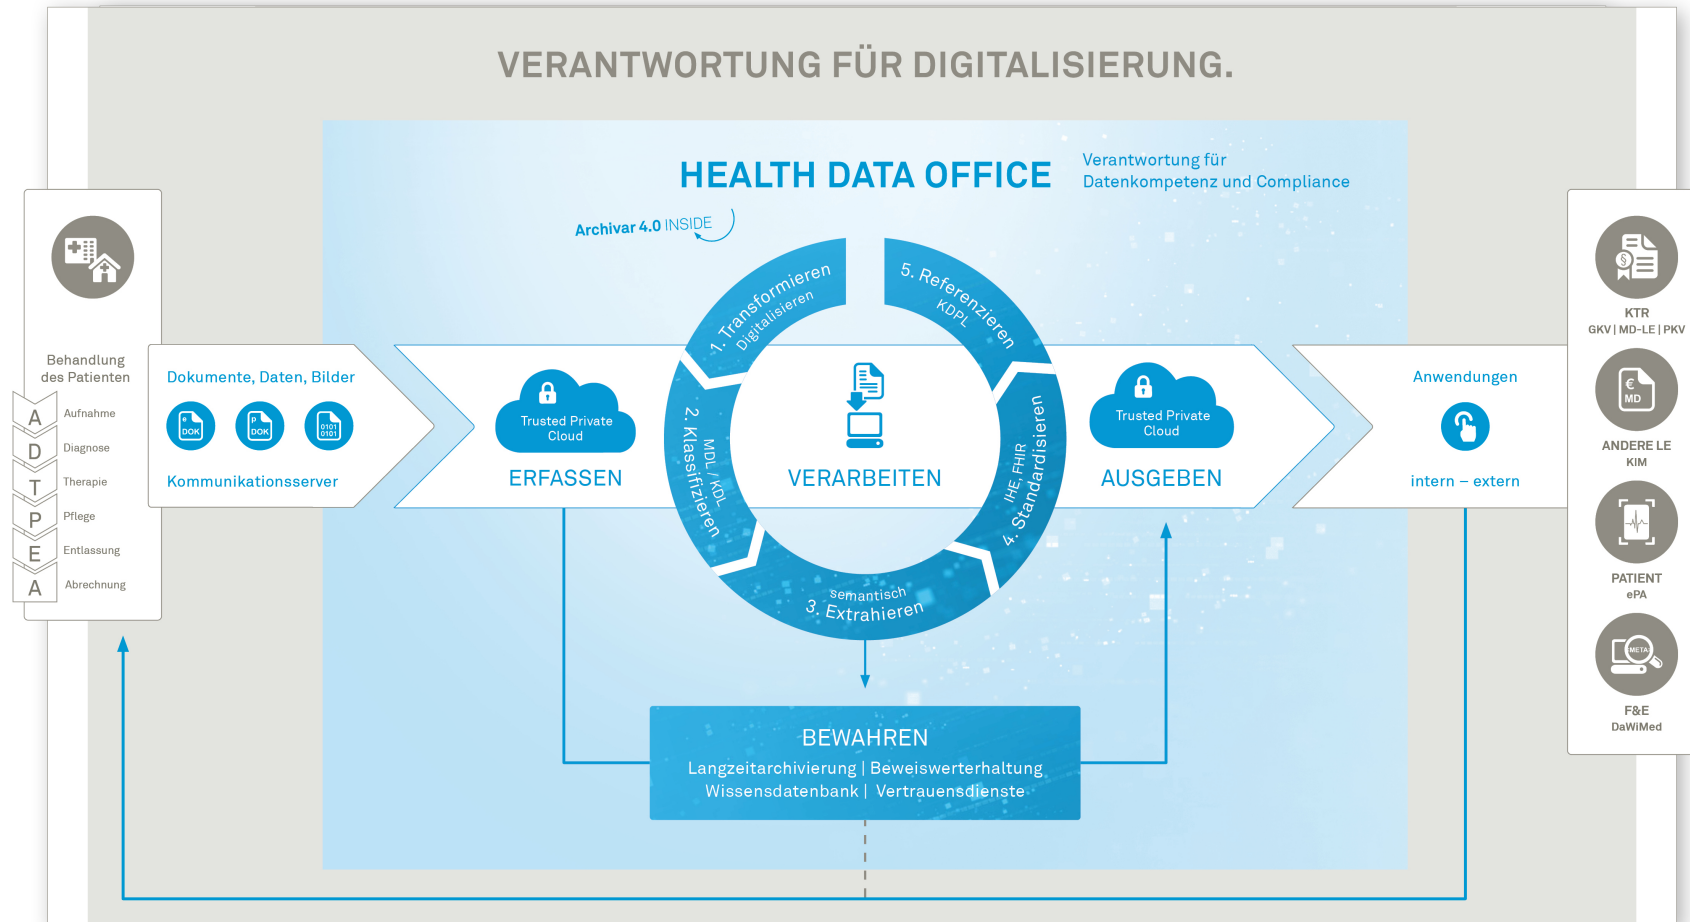 VERANTWORTUNG FÜR DIGITALISIERUNG.
HEALTH DATA OFFICE
Verantwortung für
Datenkompetenz und Compliance
Archivar 4.0 INSIDE
Behandlung
des Patienten
A Aufnahme
D Diagnose
T Therapie
P Pflege
E Entlassung
A Abrechnung
Dokumente, Daten, Bilder
e DOK
p DOK
0101
0101
Kommunikationsserver
Trusted Private
Cloud
ERFASSEN
1. Transformieren
Digitalisieren
2. Klassifizieren
MDL / KDL
semantisch
3. Extrahieren
4. Standardisieren
IHE, FHIR
5. Referenzieren
KDPL
VERARBEITEN
Trusted Private
Cloud
AUSGEBEN
Anwendungen
intern – extern
BEWAHREN
Langzeitarchivierung | Beweiswerterhaltung
Wissensdatenbank | Vertrauensdienste
§
KTR
GKV | MD-LE | PKV
€
MD
ANDERE LE
KIM
PATIENT
ePA
META
F&E
DaWiMed